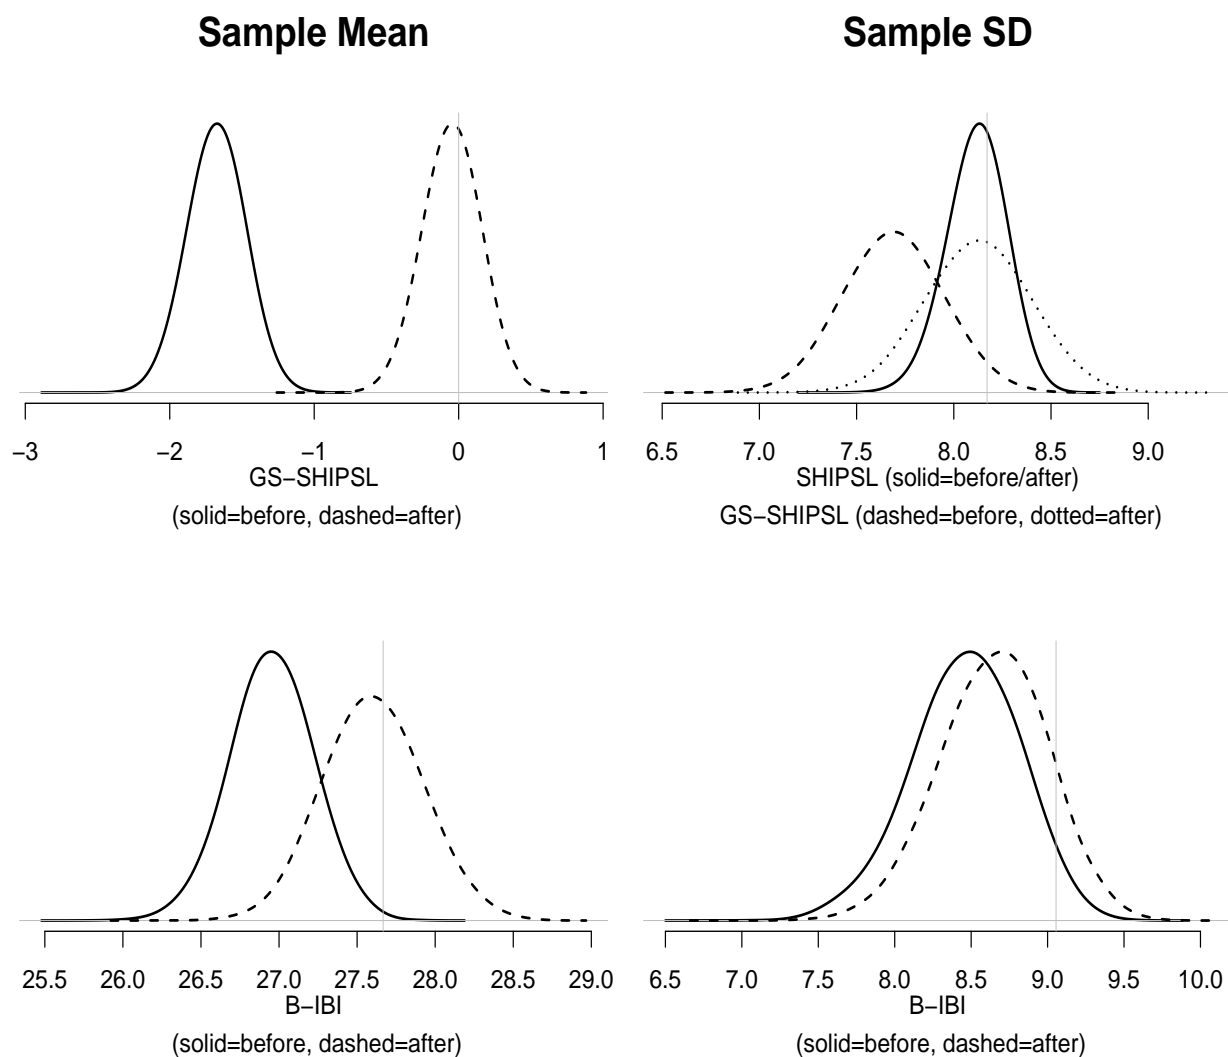 Sample Mean
Sample SD
−3 −2 −1 0 1
GS−SHIPSL
(solid=before, dashed=after)
6.5 7.0 7.5 8.0 8.5 9.0
SHIPSL (solid=before/after)
GS−SHIPSL (dashed=before, dotted=after)
25.5 26.0 26.5 27.0 27.5 28.0 28.5 29.0
B−IBI
(solid=before, dashed=after)
6.5 7.0 7.5 8.0 8.5 9.0 9.5 10.0
B−IBI
(solid=before, dashed=after)